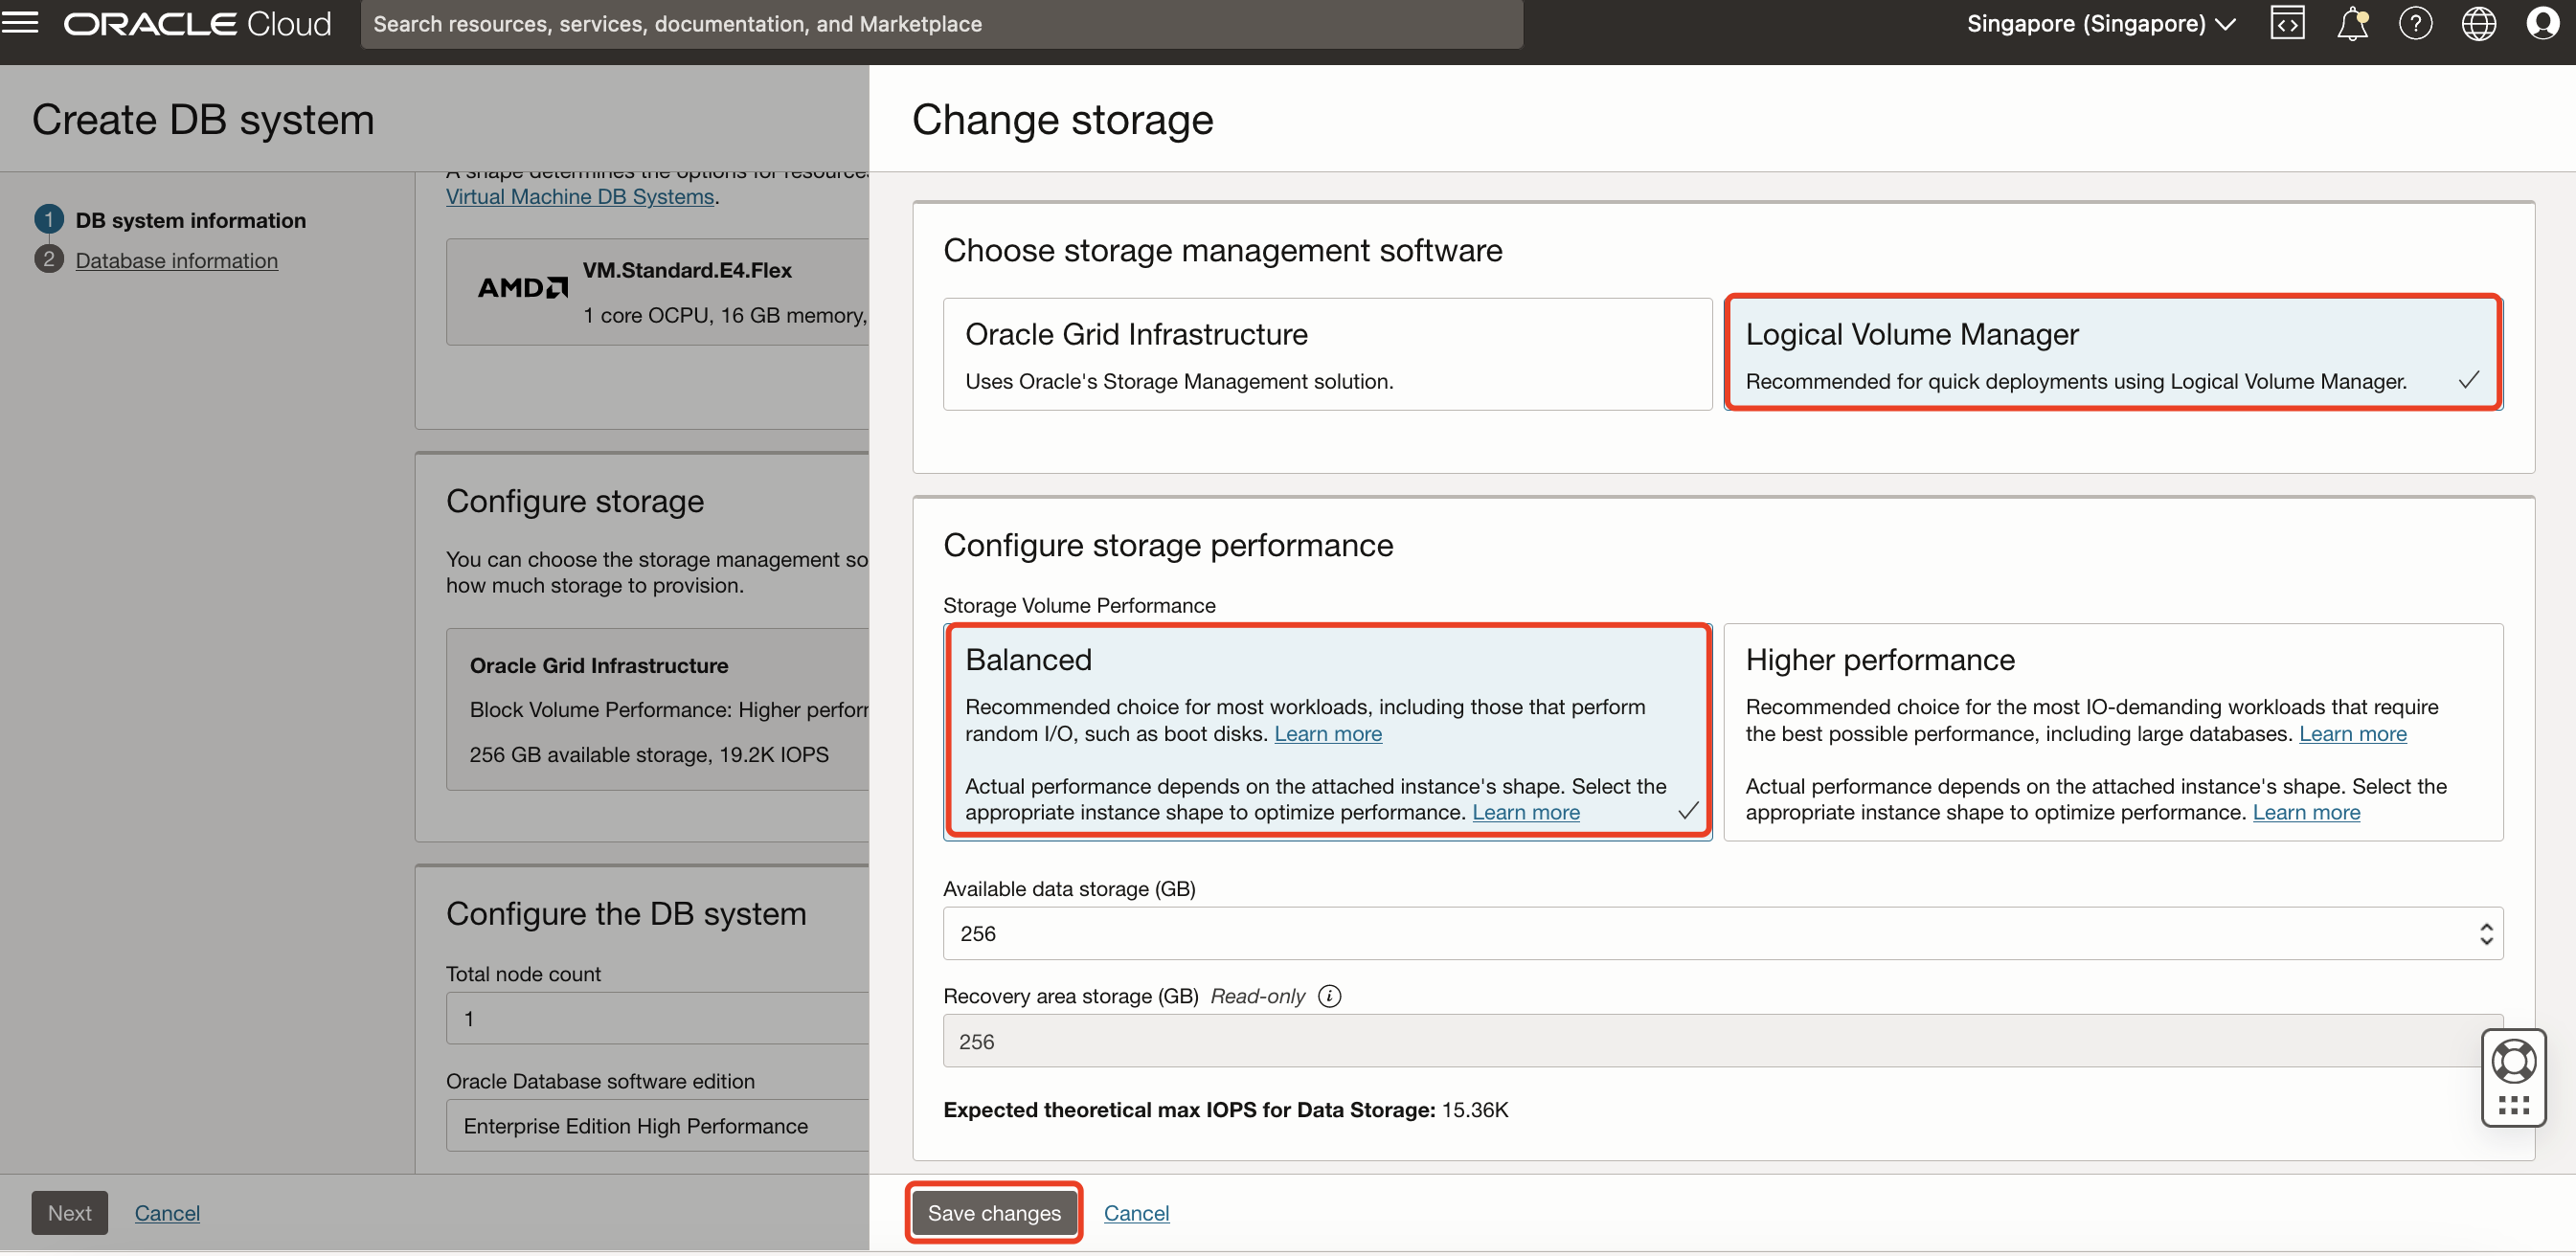 ORACLE Cloud
Search resources, services, documentation, and Marketplace
Singapore (Singapore)
Create DB system
1 DB system information
2 Database information
A shape determines the options for resource
Virtual Machine DB Systems.
AMD
VM.Standard.E4.Flex
1 core OCPU, 16 GB memory,
Configure storage
You can choose the storage management so
how much storage to provision.
Oracle Grid Infrastructure
Block Volume Performance: Higher perfor
256 GB available storage, 19.2K IOPS
Configure the DB system
Total node count
1
Oracle Database software edition
Enterprise Edition High Performance
Next
Cancel
Change storage
Choose storage management software
Oracle Grid Infrastructure
Uses Oracle's Storage Management solution.
Logical Volume Manager
Recommended for quick deployments using Logical Volume Manager.
Configure storage performance
Storage Volume Performance
Balanced
Recommended choice for most workloads, including those that perform
random I/O, such as boot disks. Learn more
Actual performance depends on the attached instance's shape. Select the
appropriate instance shape to optimize performance. Learn more
Higher performance
Recommended choice for the most IO-demanding workloads that require
the best possible performance, including large databases. Learn more
Actual performance depends on the attached instance's shape. Select the
appropriate instance shape to optimize performance. Learn more
Available data storage (GB)
256
Recovery area storage (GB) Read-only
256
Expected theoretical max IOPS for Data Storage: 15.36K
Save changes
Cancel